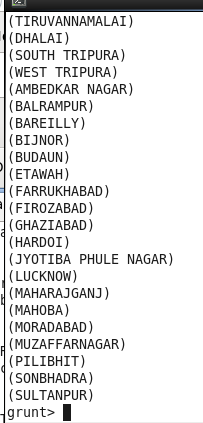 (TIRUVANNAMALAI)
(DHALAI)
(SOUTH TRIPURA)
(WEST TRIPURA)
(AMBEDKAR NAGAR)
(BALRAMPUR)
(BAREILLY)
(BIJNOR)
(BUDAUN)
(ETAWAH)
(FARRUKHABAD)
(FIROZABAD)
(GHAZIABAD)
(HARDOI)
(JYOTIBA PHULE NAGAR)
(LUCKNOW)
(MAHARAJGANJ)
(MAHOBA)
(MORADABAD)
(MUZAFFARNAGAR)
(PILIBHIT)
(SONBHADRA)
(SULTANPUR)
grunt>